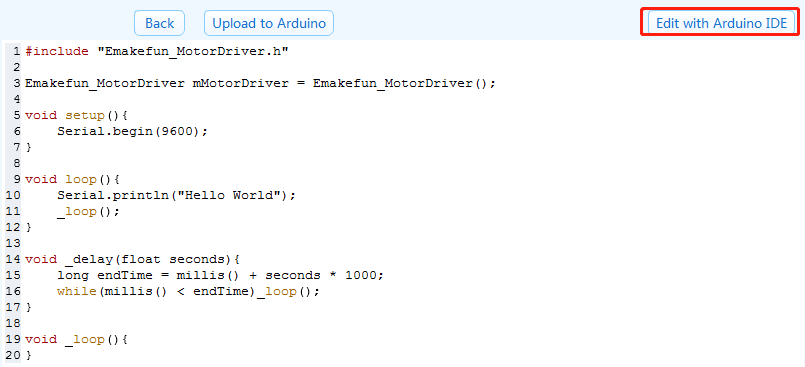 Back Upload to Arduino Edit with Arduino IDE
1 #include "Emakefun_MotorDriver.h"
2
3 Emakefun_MotorDriver mMotorDriver = Emakefun_MotorDriver();
4
5 void setup(){
6     Serial.begin(9600);
7 }
8
9 void loop(){
10     Serial.println("Hello World");
11     _loop();
12 }
13
14 void _delay(float seconds){
15     long endTime = millis() + seconds * 1000;
16     while(millis() < endTime)_loop();
17 }
18
19 void _loop(){
20 }